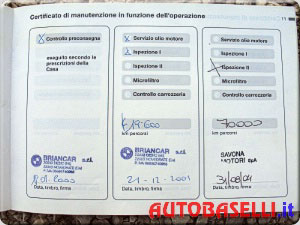 Certificato di manutenzione in funzione dell'operazione
11
X Controllo preconsegna
eseguito secondo le
prescrizioni della
Casa
Servizio olio motore
Ispezione I
Ispezione II
Microfiltro
Controllo carrozzeria
Servizio olio motore
Ispezione I
X Ispezione II
Microfiltro
Controllo carrozzeria
km percorsi
70000
km percorsi
BRIANCAR s.r.l.
BRIANCAR s.r.l.
SAVONA
MOTORI SpA
21-12-2001
31/08/04
Data, timbro, firma
Data, timbro, firma
Data, timbro, firma
AUTOBASELLI.it